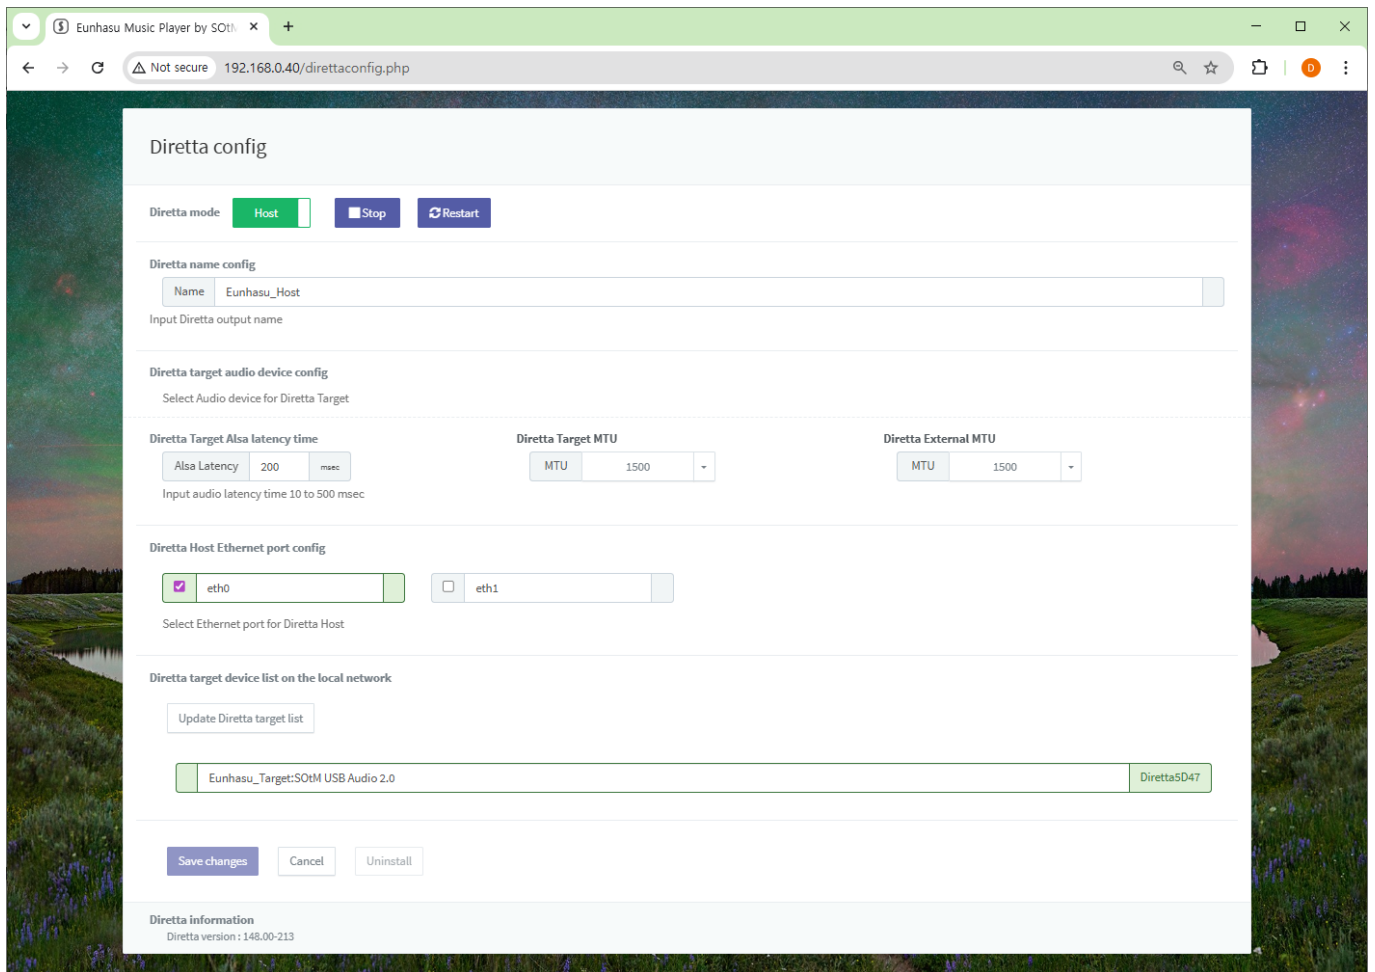 Eunhasu Music Player by SOtM
Not secure 192.168.0.40/direttaconfig.php
D
Diretta config
Diretta mode Host Stop Restart
Diretta name config
Name Eunhasu_Host
Input Diretta output name
Diretta target audio device config
Select Audio device for Diretta Target
Diretta Target Alsa latency time Diretta Target MTU Diretta External MTU
Alsa Latency 200 msec MTU 1500 MTU 1500
Input audio latency time 10 to 500 msec
Diretta Host Ethernet port config
eth0 eth1
Select Ethernet port for Diretta Host
Diretta target device list on the local network
Update Diretta target list
Eunhasu_Target:SOtM USB Audio 2.0 Diretta5D47
Save changes Cancel Uninstall
Diretta information
Diretta version : 148.00-213